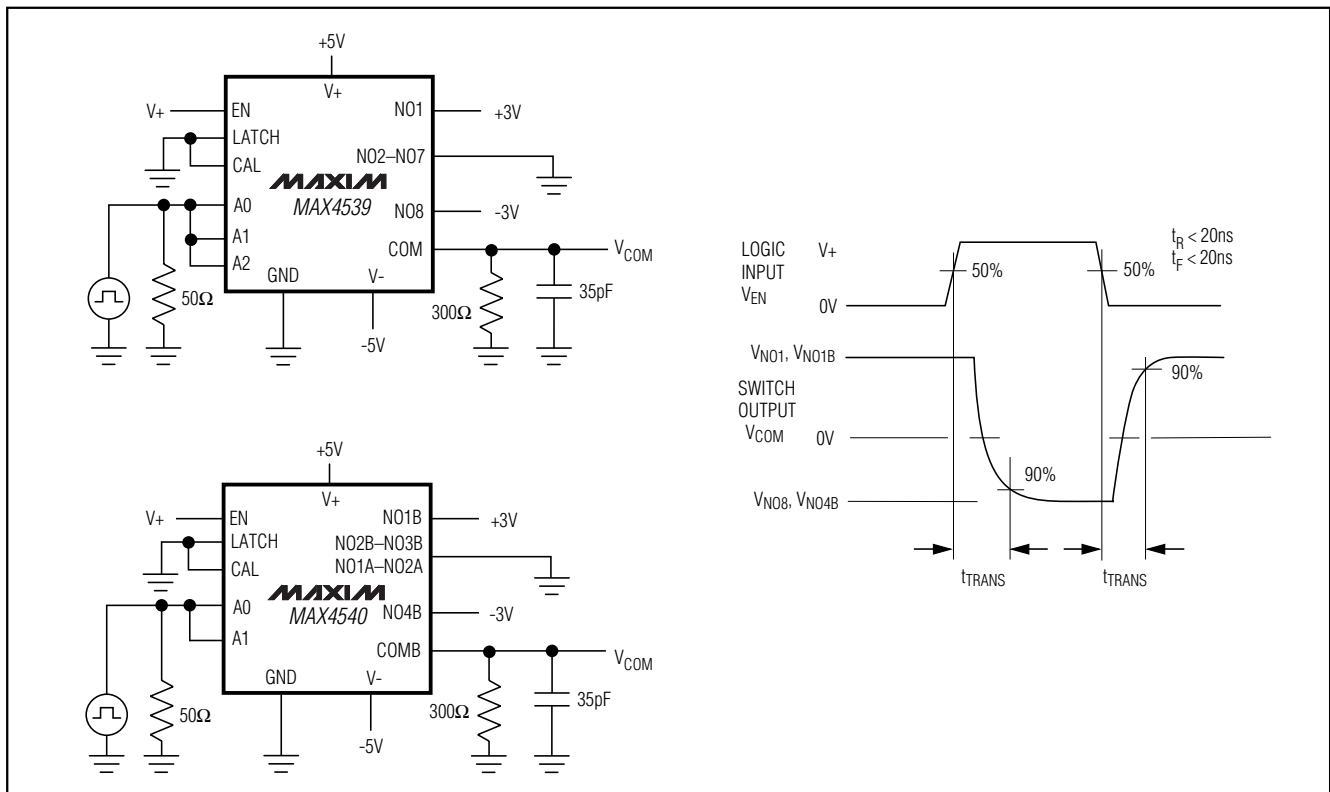 +5V
V+
V+
EN
LATCH
CAL
A0
A1
A2
NO1
+3V
NO2–NO7
MAXIM
MAX4539
NO8
-3V
COM
VCOM
GND
V-
50Ω
300Ω
35pF
-5V
+5V
V+
V+
EN
LATCH
CAL
A0
A1
NO1B
+3V
NO2B–NO3B
NO1A–NO2A
MAXIM
MAX4540
NO4B
-3V
COMB
VCOM
GND
V-
50Ω
300Ω
35pF
-5V
LOGIC
INPUT
VEN
V+
50%
50%
tR < 20ns
tF < 20ns
0V
VNO1, VNO1B
90%
SWITCH
OUTPUT
VCOM
0V
90%
VNO8, VNO4B
tTRANS
tTRANS